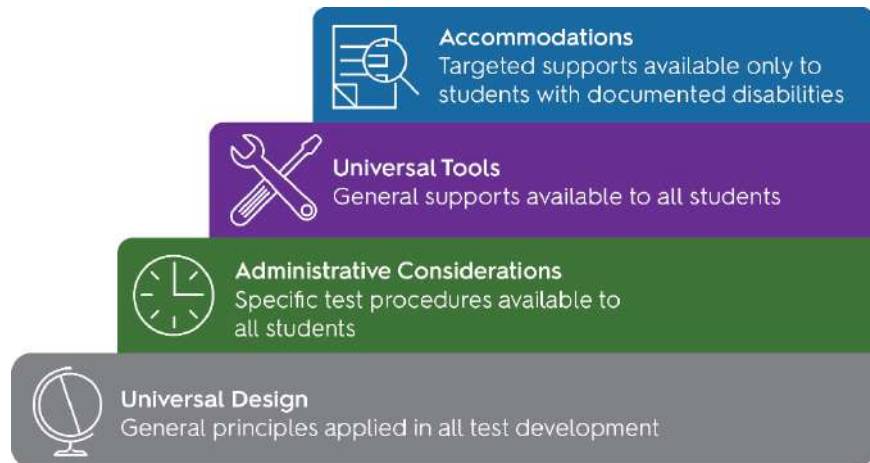 Accommodations
Targeted supports available only to
students with documented disabilities
Universal Tools
General supports available to all students
Administrative Considerations
Specific test procedures available to
all students
Universal Design
General principles applied in all test development